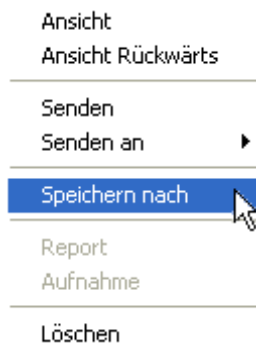 Ansicht
Ansicht Rückwärts
Senden
Senden an
Speichern nach
Report
Aufnahme
Löschen